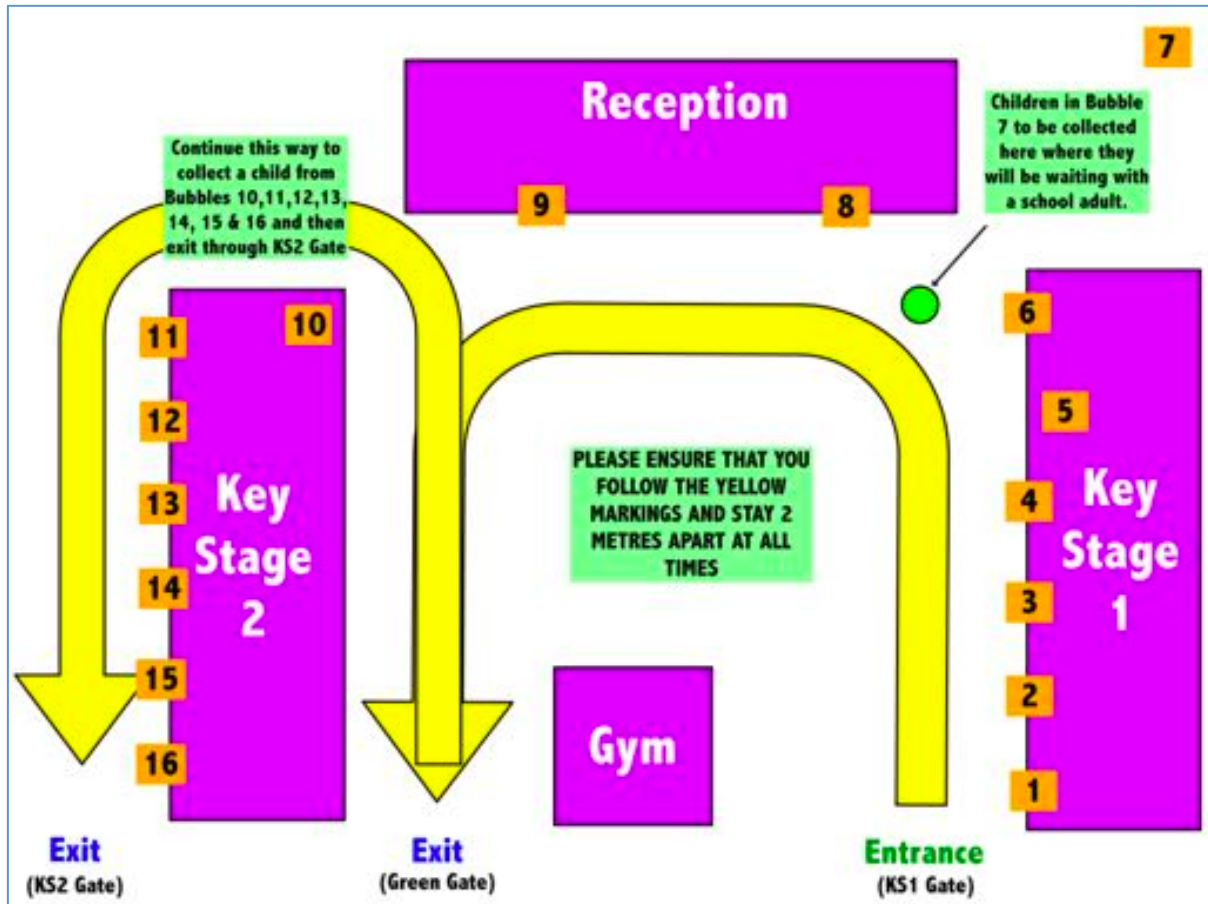 7
Reception
Children in Bubble
7 to be collected
here where they
will be waiting with
a school adult.
Continue this way to
collect a child from
Bubbles 10,11,12,13,
14, 15 & 16 and then
exit through KS2 Gate
9
8
10
11
12
13
14
15
16
Key
Stage
2
PLEASE ENSURE THAT YOU
FOLLOW THE YELLOW
MARKINGS AND STAY 2
METRES APART AT ALL
TIMES
6
5
4
3
2
1
Key
Stage
1
Gym
Exit
(KS2 Gate)
Exit
(Green Gate)
Entrance
(KS1 Gate)